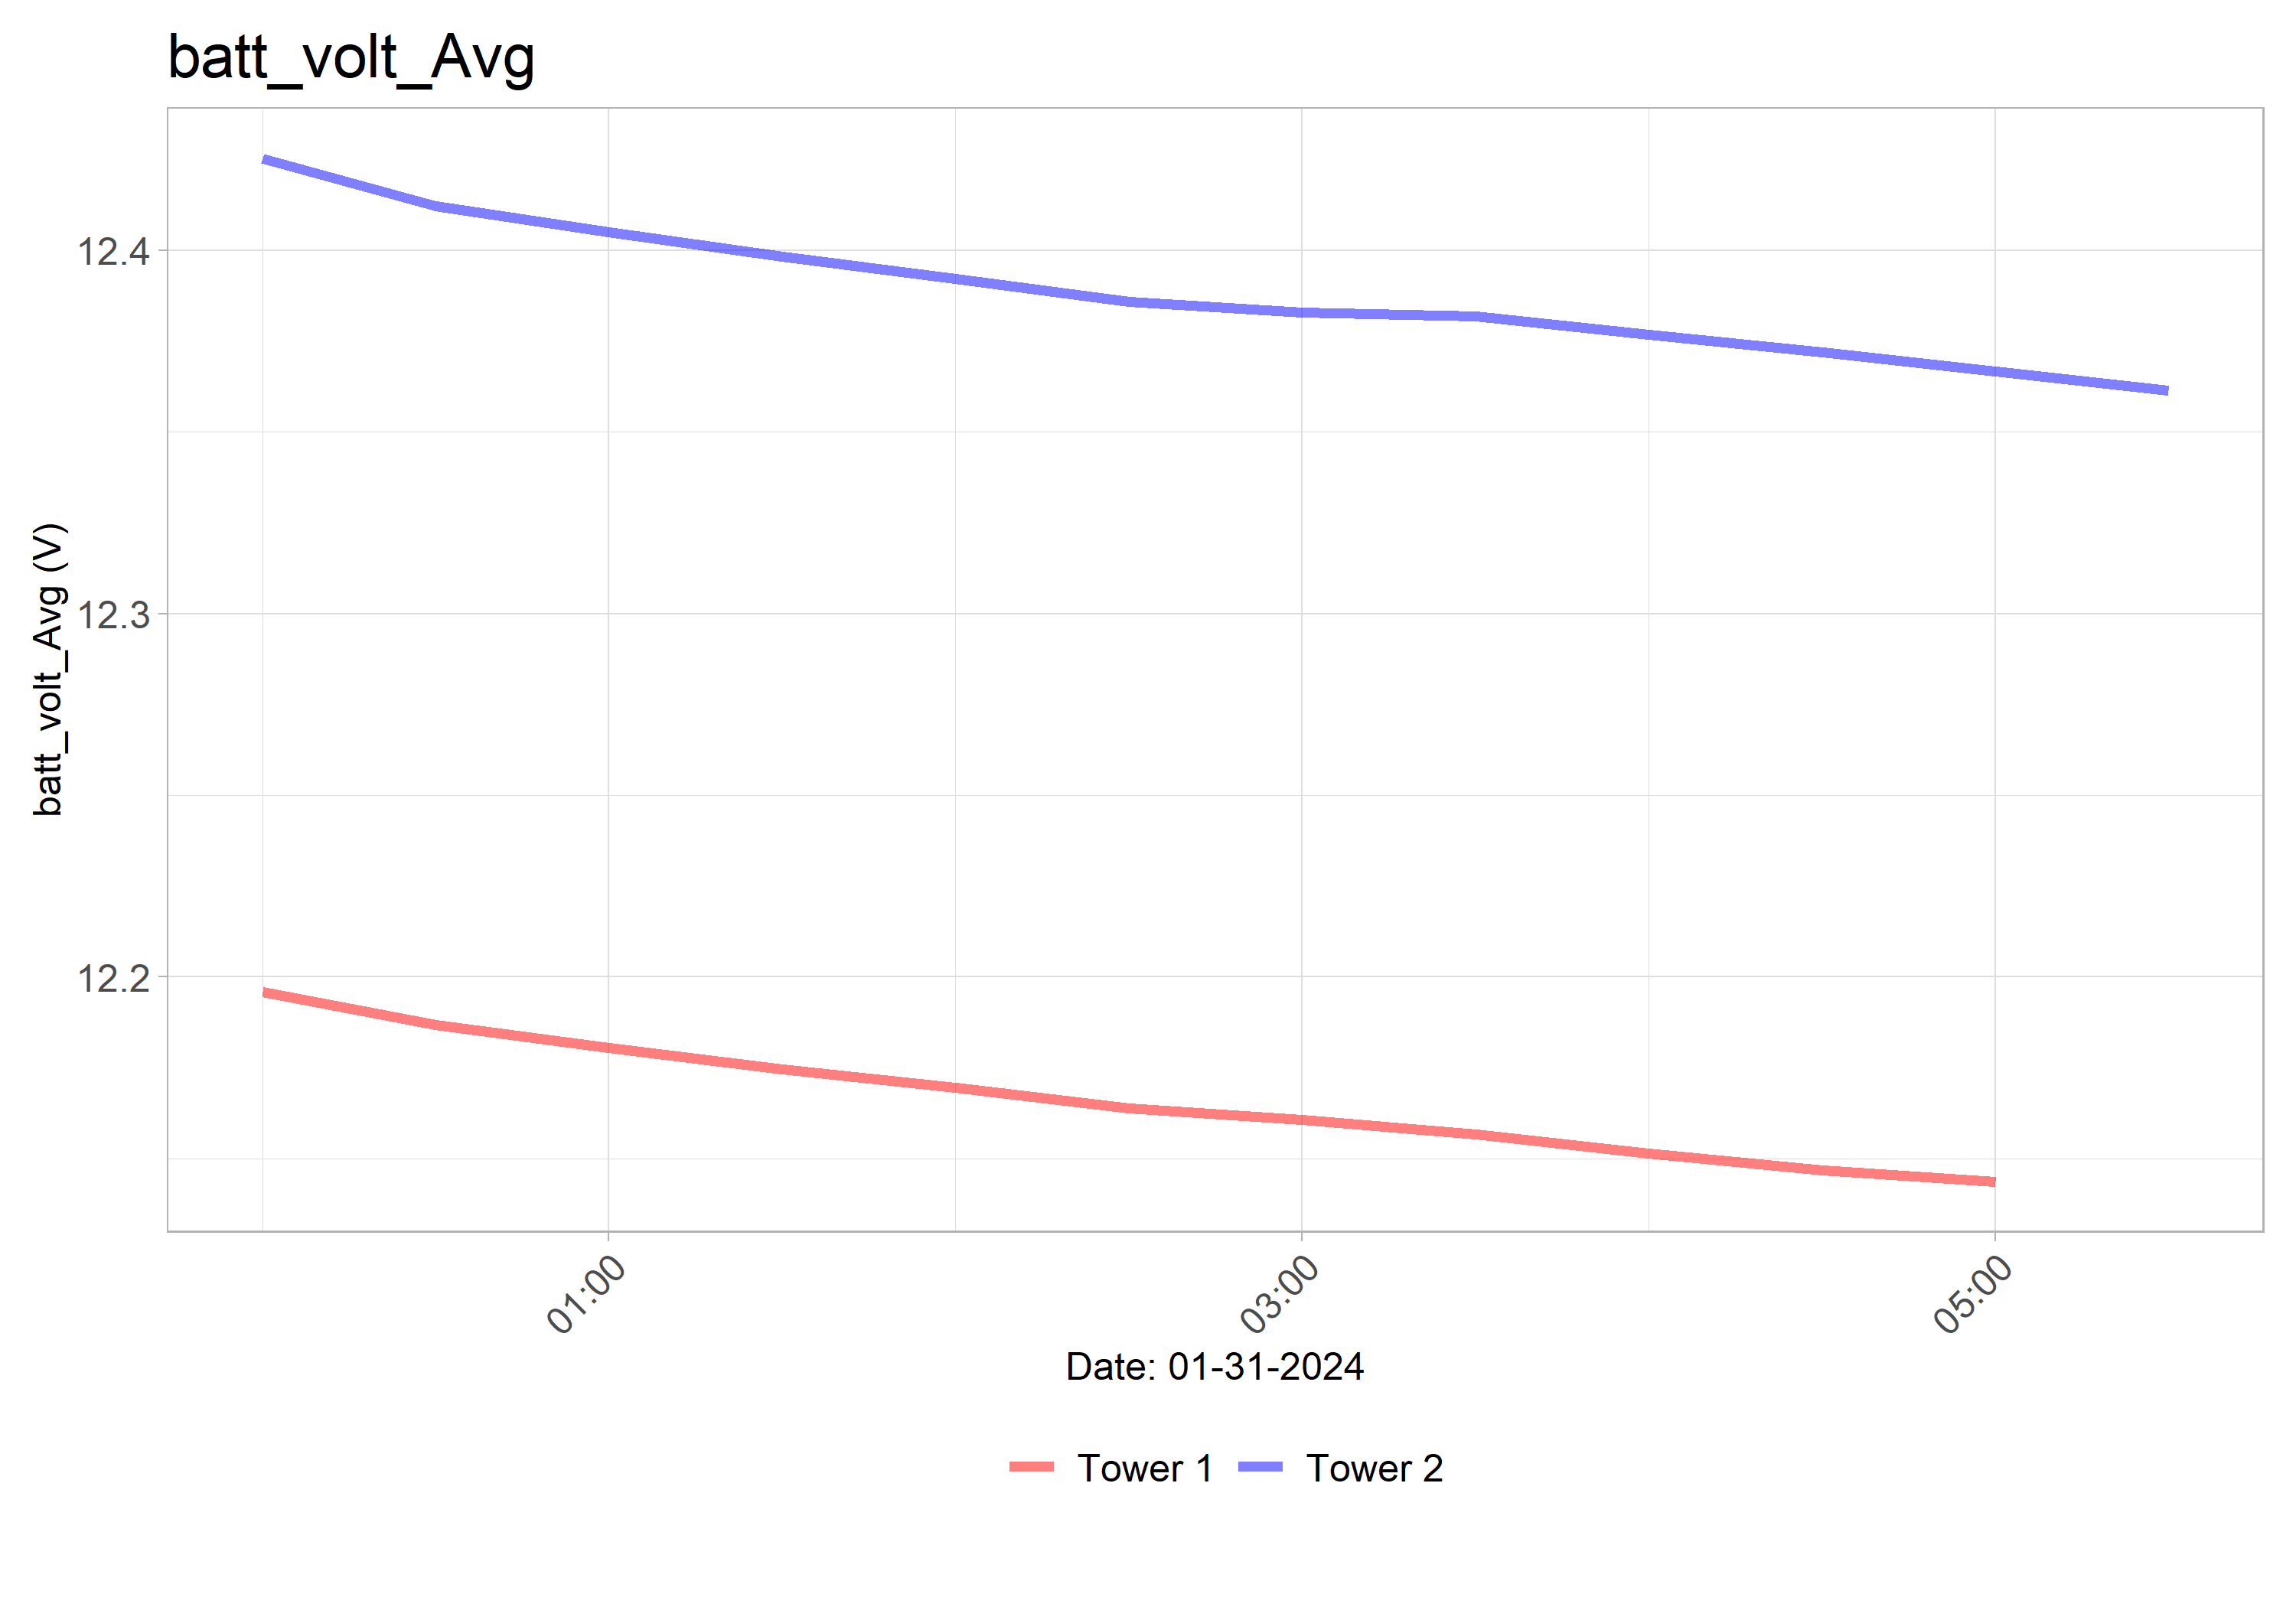 batt_volt_Avg
batt_volt_Avg (V)
12.4
12.3
12.2
01:00
03:00
05:00
Date: 01-31-2024
Tower 1
Tower 2